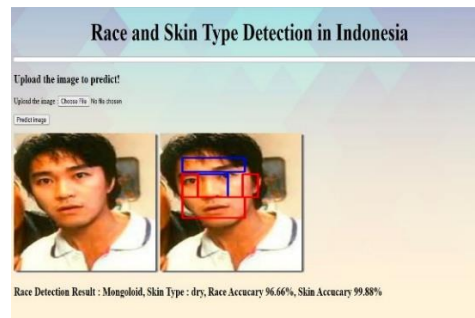 Race and Skin Type Detection in Indonesia
Upload the image to predict!
Upload the image: Choose File No file chosen
Predict Image
Race Detection Result : Mongoloid, Skin Type : dry, Race Accucary 96.66%, Skin Accucary 99.88%